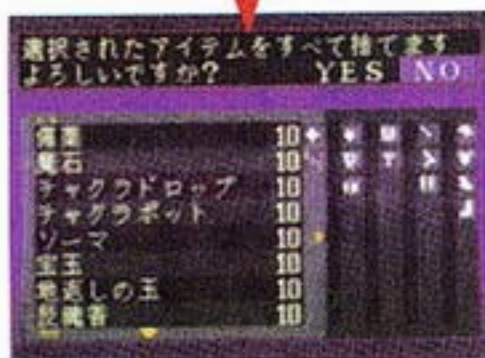 選択されたアイテムをすべて捨てます
よろしいですか? YES NO
傷薬 10
魔石 10
チャクラドロップ 10
チャクラポット 10
ソーマ 10
宝玉 10
地返しの玉 10
反魂香 10